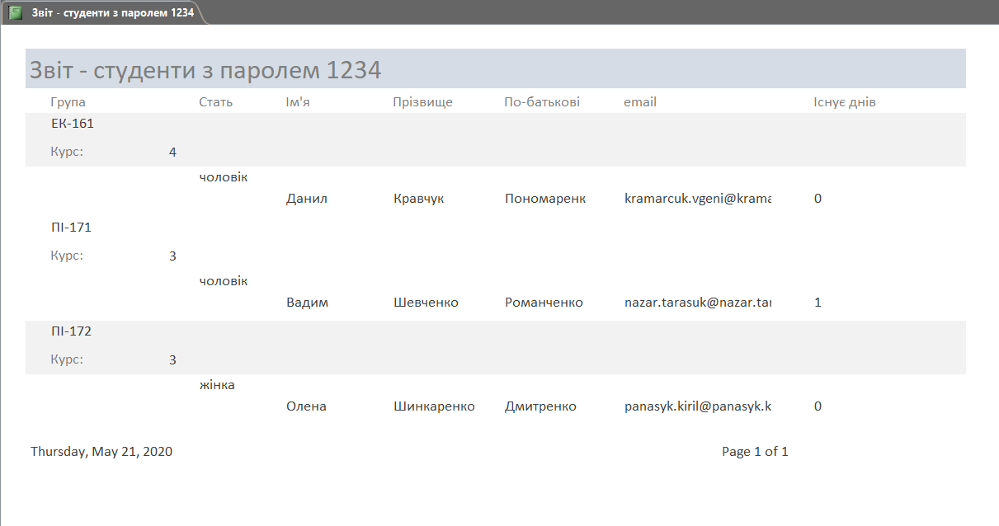 Звіт - студенти з паролем 1234
Звіт - студенти з паролем 1234
Група Стать Ім'я Прізвище По-батькові email Існує днів
ЕК-161
Курс: 4
чоловік
Данил Кравчук Пономаренк kramarcuk.vgeni@krama 0
ПІ-171
Курс: 3
чоловік
Вадим Шевченко Романченко nazar.tarasuk@nazar.tar 1
ПІ-172
Курс: 3
жінка
Олена Шинкаренко Дмитренко panasyk.kiril@panasyk.k 0
Thursday, May 21, 2020 Page 1 of 1